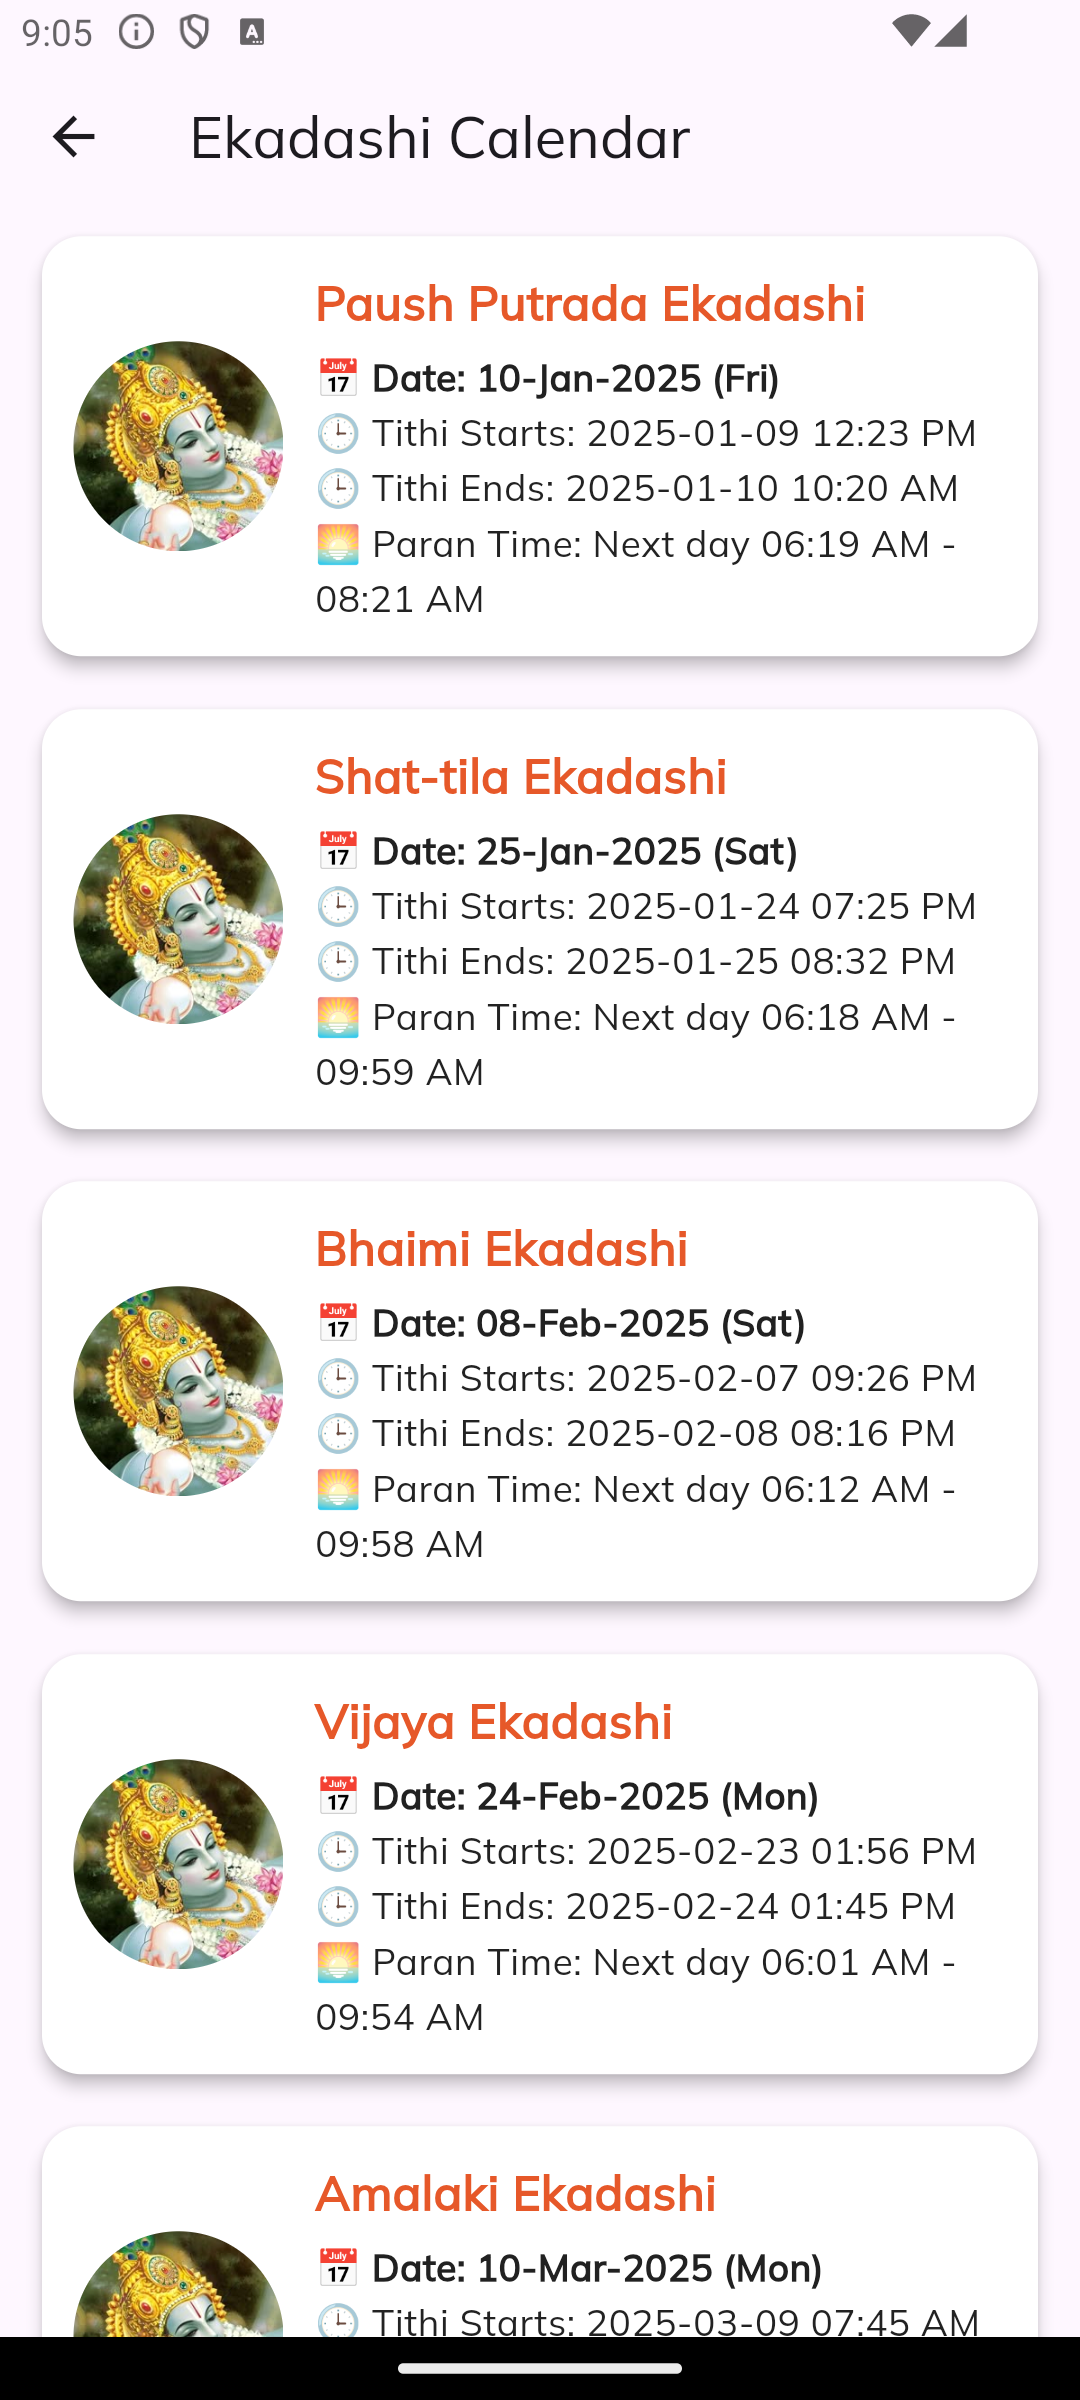 9:05
Ekadashi Calendar
Paush Putrada Ekadashi
📅 Date: 10-Jan-2025 (Fri)
🕒 Tithi Starts: 2025-01-09 12:23 PM
🕒 Tithi Ends: 2025-01-10 10:20 AM
🌅 Paran Time: Next day 06:19 AM -
08:21 AM
Shat-tila Ekadashi
📅 Date: 25-Jan-2025 (Sat)
🕒 Tithi Starts: 2025-01-24 07:25 PM
🕒 Tithi Ends: 2025-01-25 08:32 PM
🌅 Paran Time: Next day 06:18 AM -
09:59 AM
Bhaimi Ekadashi
📅 Date: 08-Feb-2025 (Sat)
🕒 Tithi Starts: 2025-02-07 09:26 PM
🕒 Tithi Ends: 2025-02-08 08:16 PM
🌅 Paran Time: Next day 06:12 AM -
09:58 AM
Vijaya Ekadashi
📅 Date: 24-Feb-2025 (Mon)
🕒 Tithi Starts: 2025-02-23 01:56 PM
🕒 Tithi Ends: 2025-02-24 01:45 PM
🌅 Paran Time: Next day 06:01 AM -
09:54 AM
Amalaki Ekadashi
📅 Date: 10-Mar-2025 (Mon)
🕒 Tithi Starts: 2025-03-09 07:45 AM